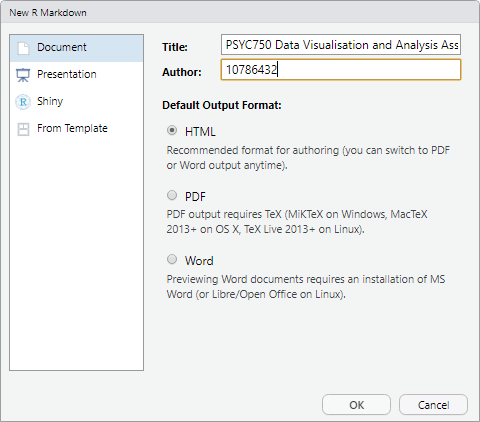 New R Markdown
Document
Presentation
Shiny
From Template
Title: PSYC750 Data Visualisation and Analysis Ass
Author: 10786432
Default Output Format:
HTML
Recommended format for authoring (you can switch to PDF
or Word output anytime).
PDF
PDF output requires TeX (MiKTeX on Windows, MacTeX
2013+ on OS X, TeX Live 2013+ on Linux).
Word
Previewing Word documents requires an installation of MS
Word (or Libre/Open Office on Linux).
OK Cancel